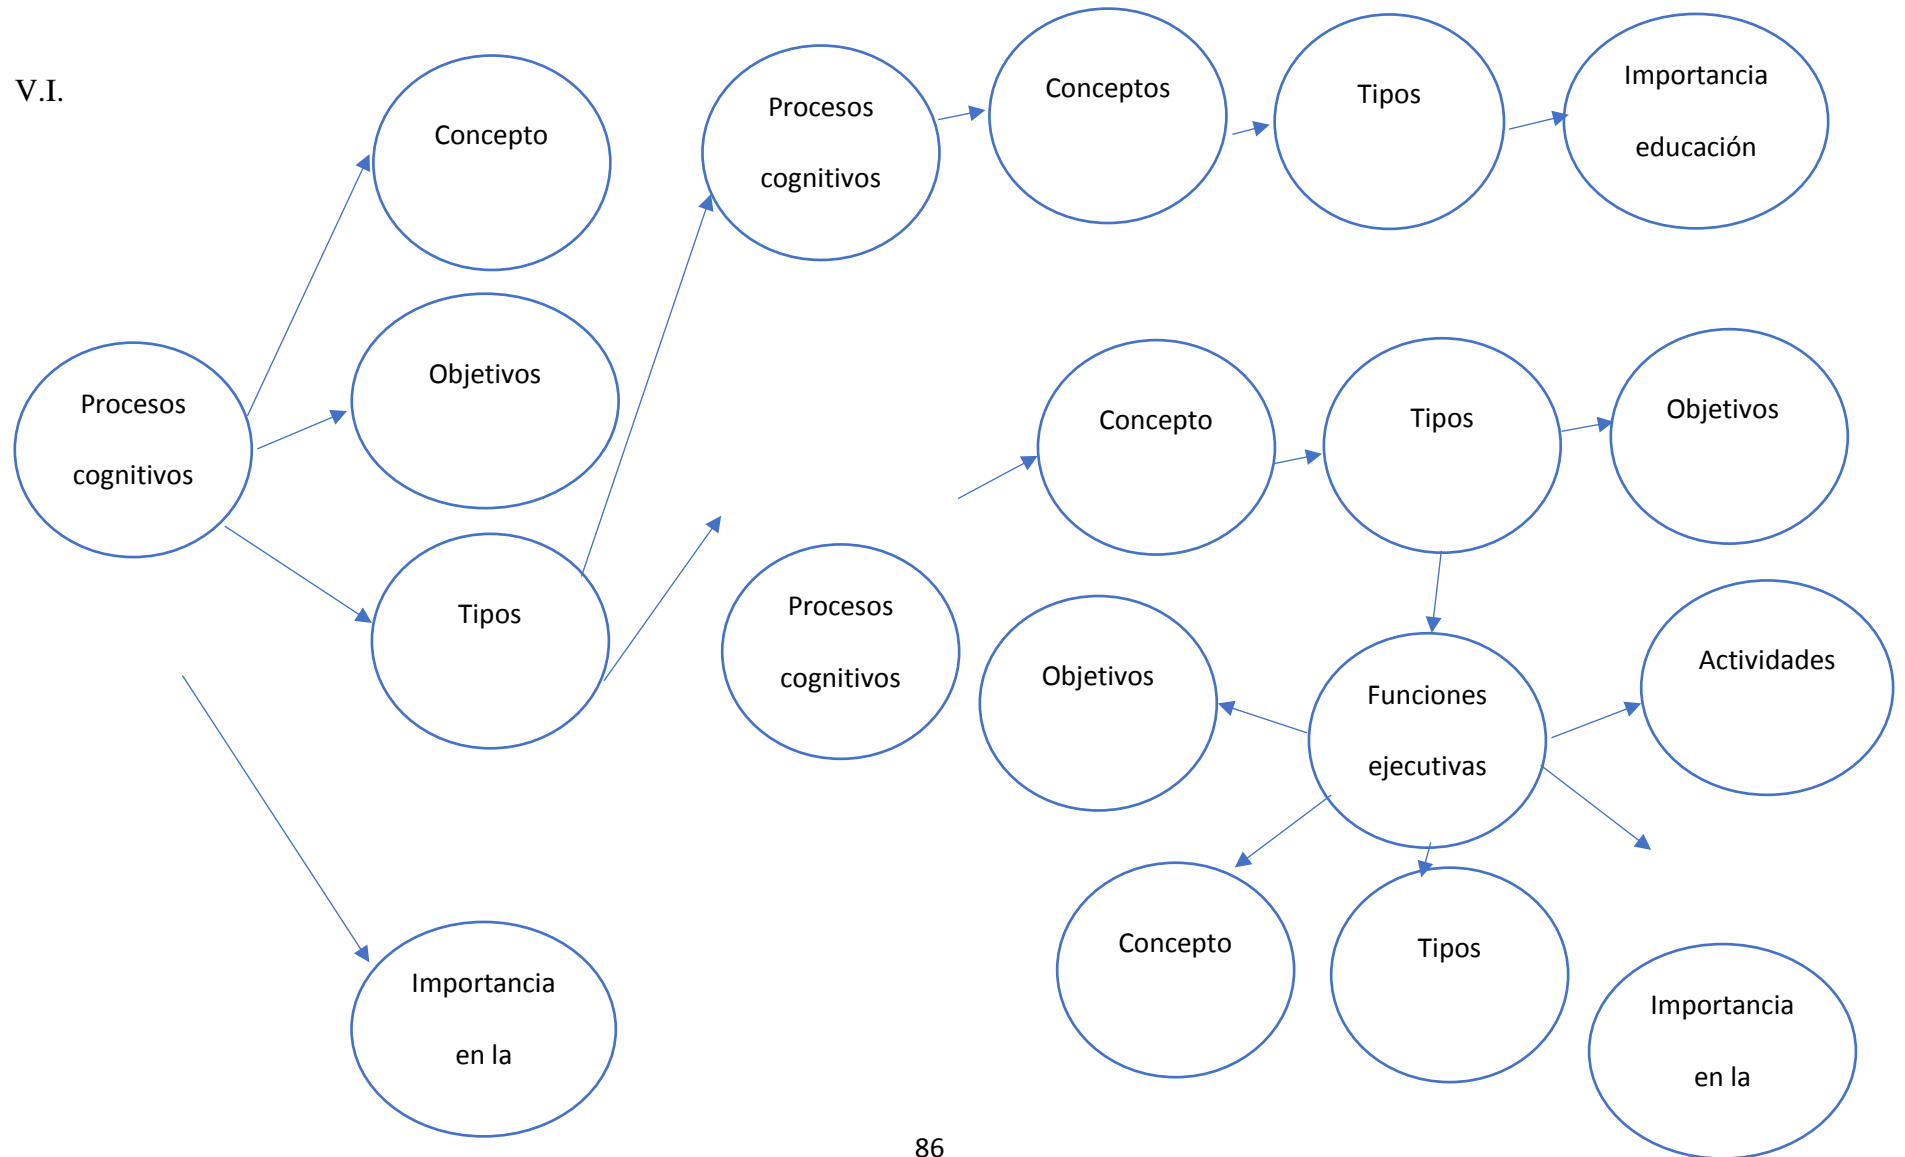 V.I.
Concepto
Procesos
cognitivos
Conceptos
Tipos
Importancia
educación
Objetivos
Procesos
cognitivos
Concepto
Tipos
Objetivos
Tipos
Procesos
cognitivos
Objetivos
Funciones
ejecutivas
Actividades
Concepto
Tipos
Importancia
en la
Importancia
en la
86